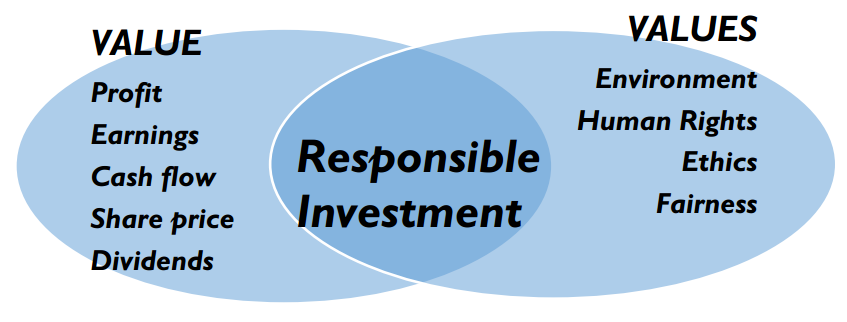 VALUE
Profit
Earnings
Cash flow
Share price
Dividends
Responsible
Investment
VALUES
Environment
Human Rights
Ethics
Fairness